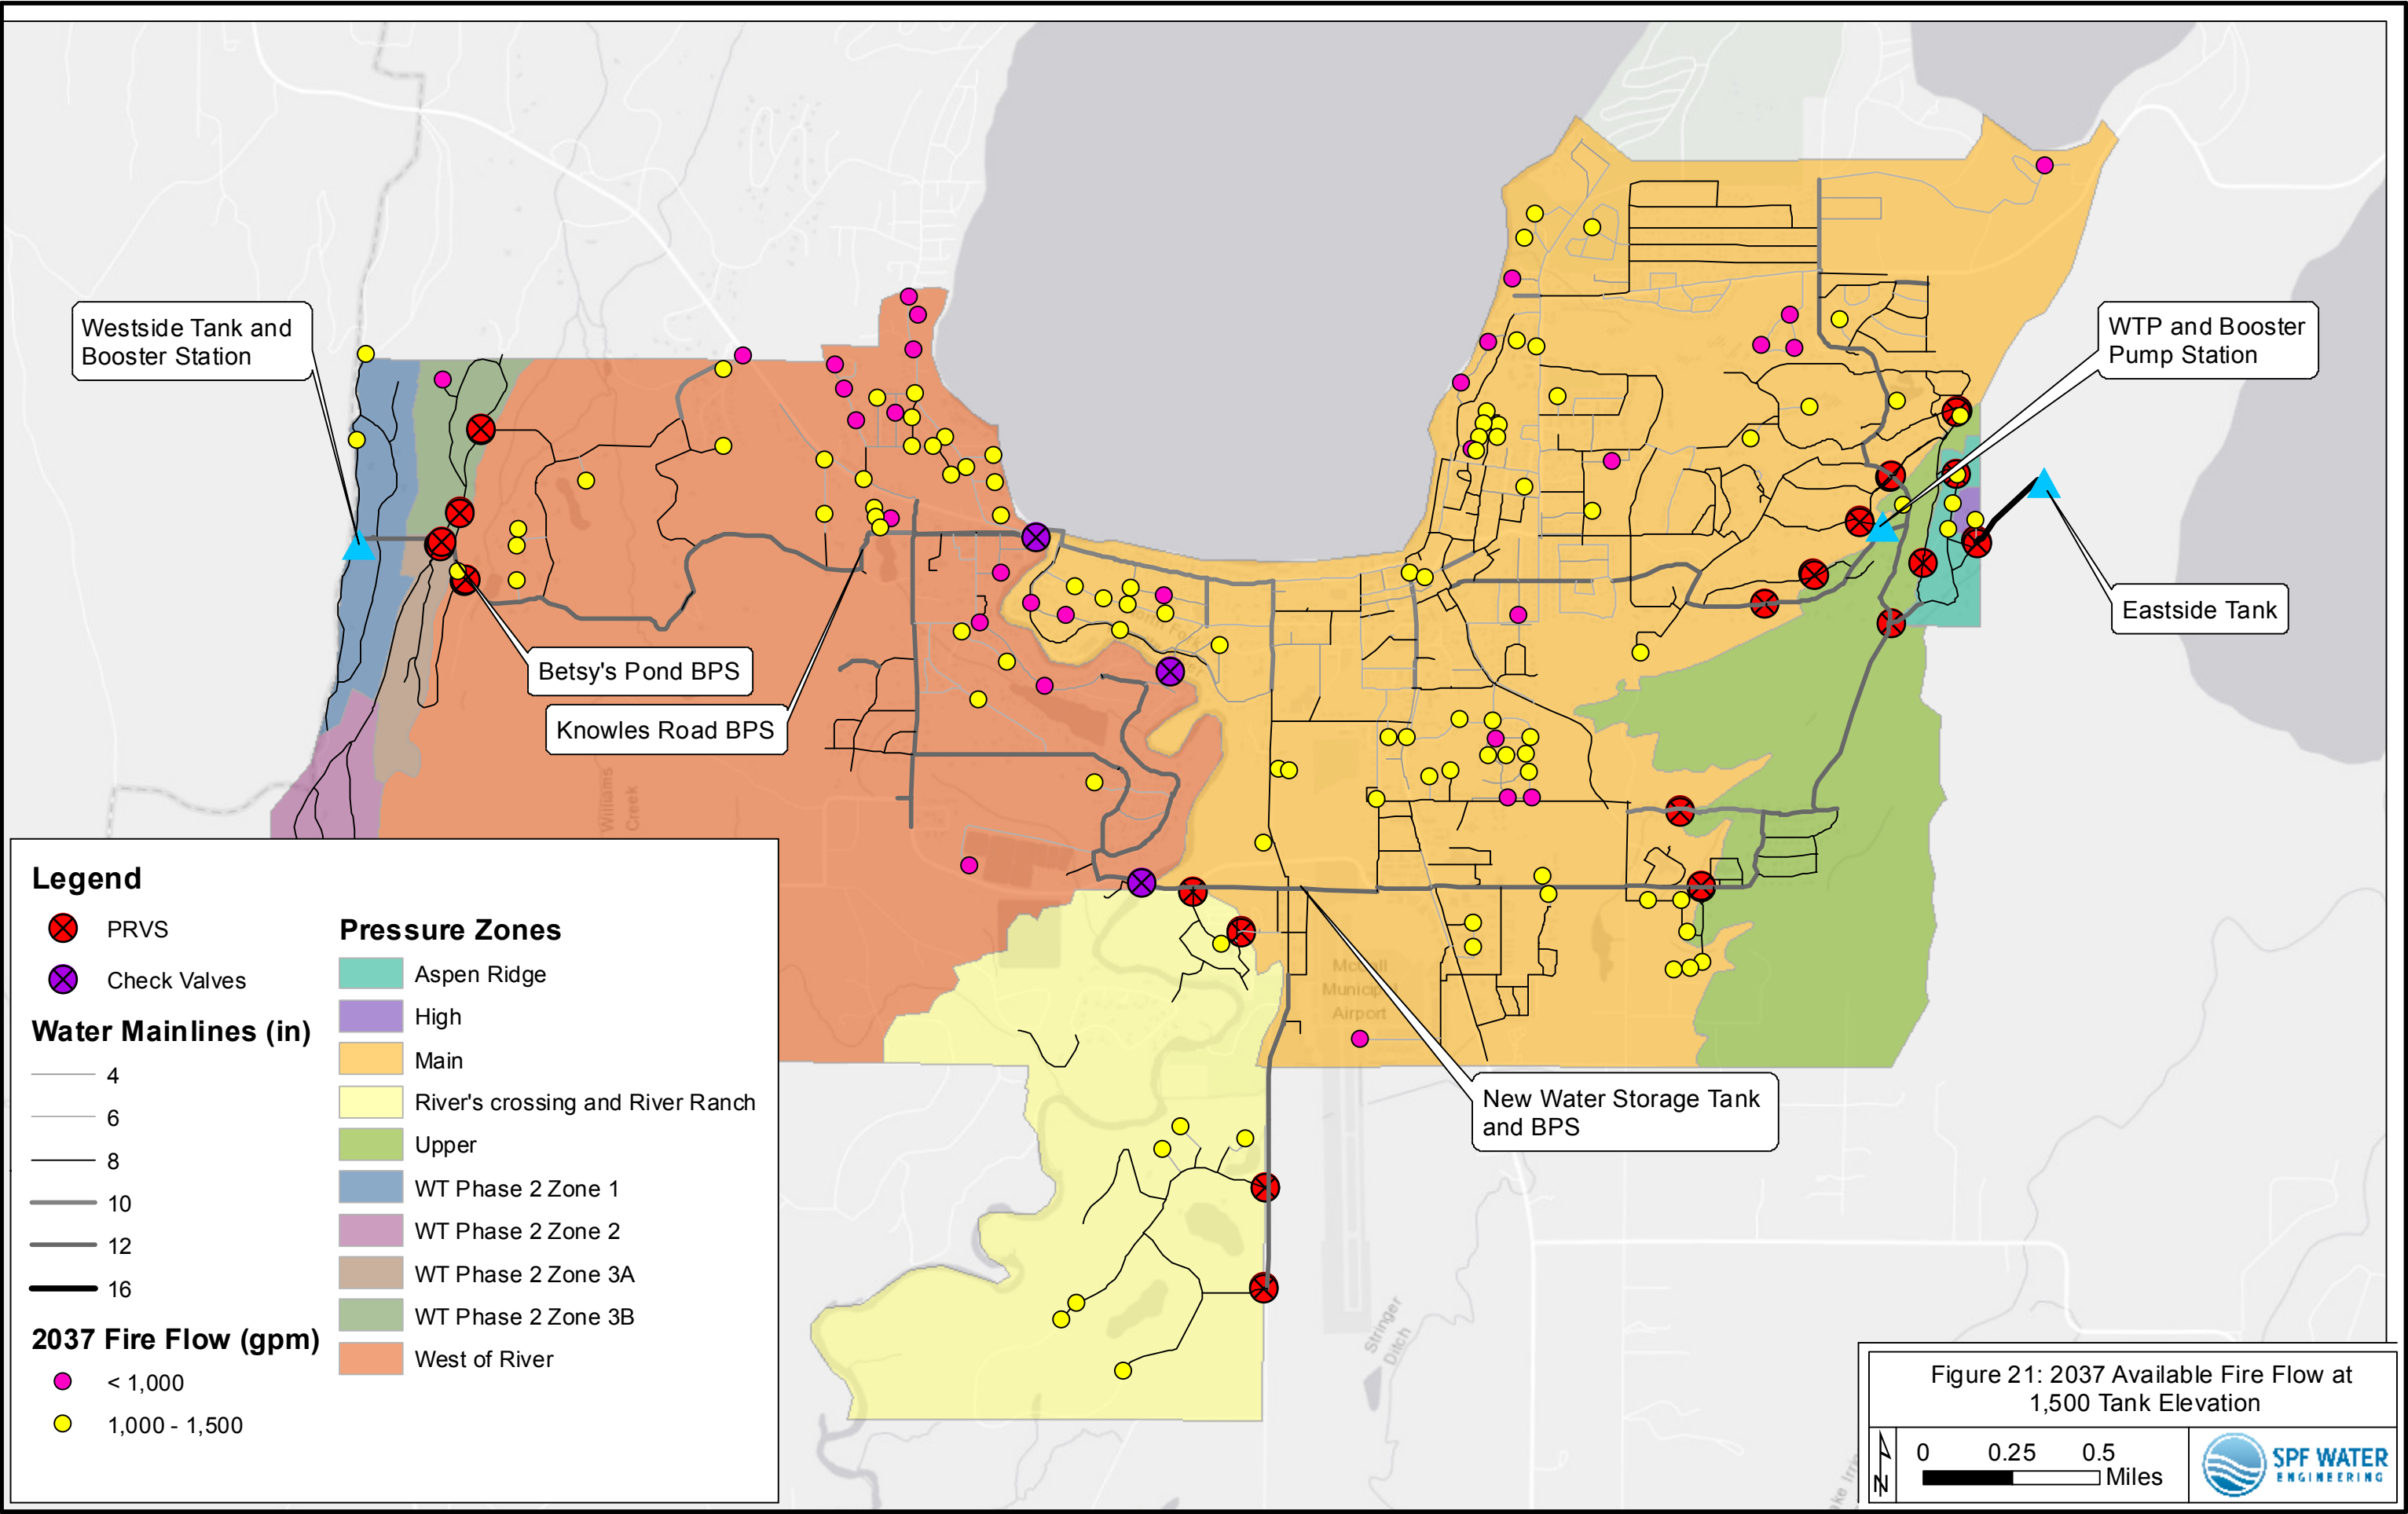 Westside Tank and
Booster Station
WTP and Booster
Pump Station
Eastside Tank
Betsy's Pond BPS
Knowles Road BPS
Williams
Creek
McCall
Municipal
Airport
New Water Storage Tank
and BPS
Stringer
Ditch
Legend
PRVS
Check Valves
Water Mainlines (in)
4
6
8
10
12
16
2037 Fire Flow (gpm)
< 1,000
1,000 - 1,500
Pressure Zones
Aspen Ridge
High
Main
River's crossing and River Ranch
Upper
WT Phase 2 Zone 1
WT Phase 2 Zone 2
WT Phase 2 Zone 3A
WT Phase 2 Zone 3B
West of River
Figure 21: 2037 Available Fire Flow at
1,500 Tank Elevation
N
0 0.25 0.5
Miles
SPF WATER
ENGINEERING